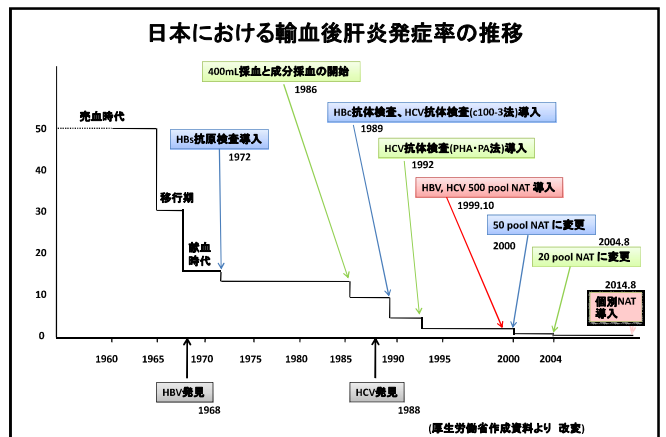 日本における輸血後肝炎発症率の推移
400mL採血と成分採血の開始
1986
売血時代
HBs抗原検査導入
1972
HBc抗体検査、HCV抗体検査(c100-3法)導入
1989
HCV抗体検査(PHA・PA法)導入
1992
HBV, HCV 500 pool NAT 導入
1999.10
50 pool NAT に変更
2000
2004.8
20 pool NAT に変更
2014.8
個別NAT
導入
移行期
献血
時代
50
40
30
20
10
0
1960
1965
1970
1975
1980
1985
1990
1995
2000
2004
HBV発見
1968
HCV発見
1988
(厚生労働省作成資料より 改変)